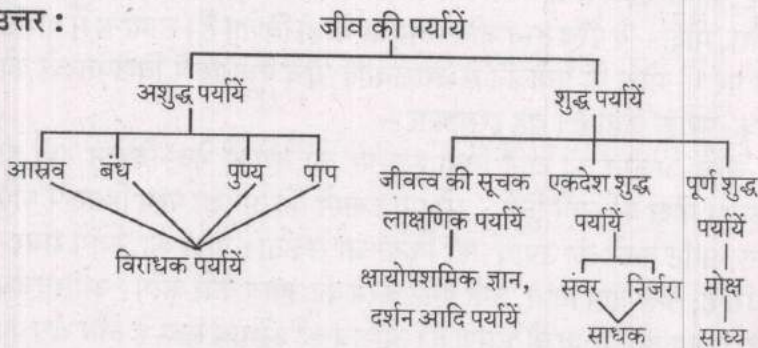 उत्तर :
जीव की पर्यायें
अशुद्ध पर्यायें
शुद्ध पर्यायें
आस्रव बंध पुण्य पाप
विराधक पर्यायें
जीवत्व की सूचक
लाक्षणिक पर्यायें
क्षायोपशमिक ज्ञान,
दर्शन आदि पर्यायें
एकदेश शुद्ध
पर्यायें
संवर निर्जरा
साधक
पूर्ण शुद्ध
पर्यायें
मोक्ष
साध्य